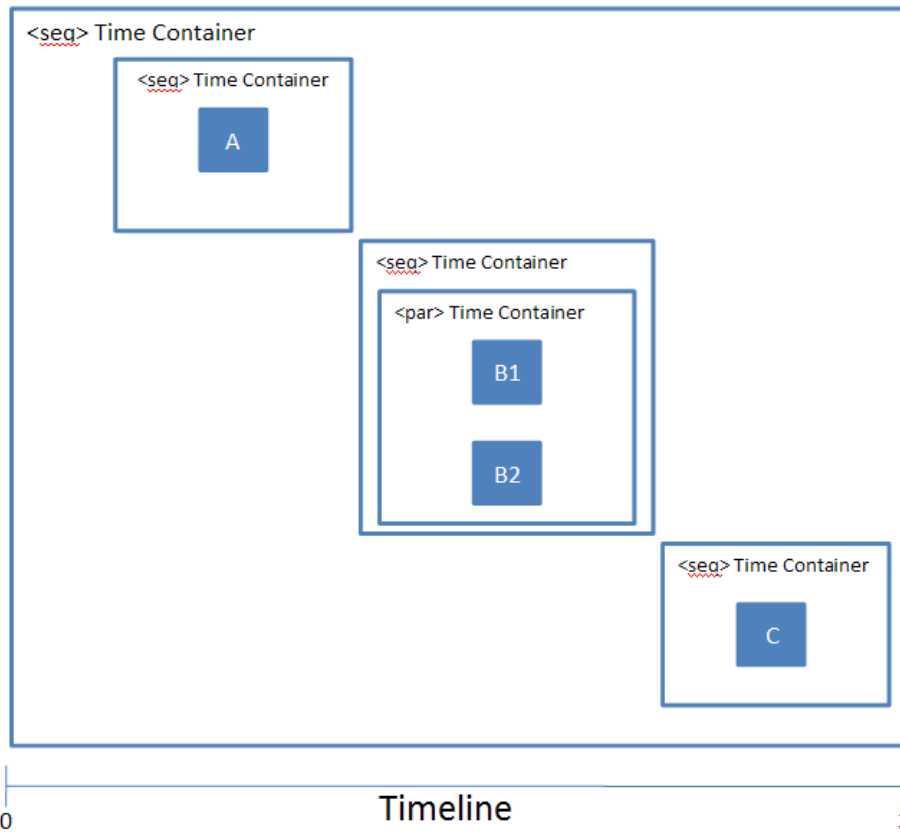 <seq> Time Container
<seq> Time Container
A
<seq> Time Container
<par> Time Container
B1
B2
<seq> Time Container
C
Timeline
0